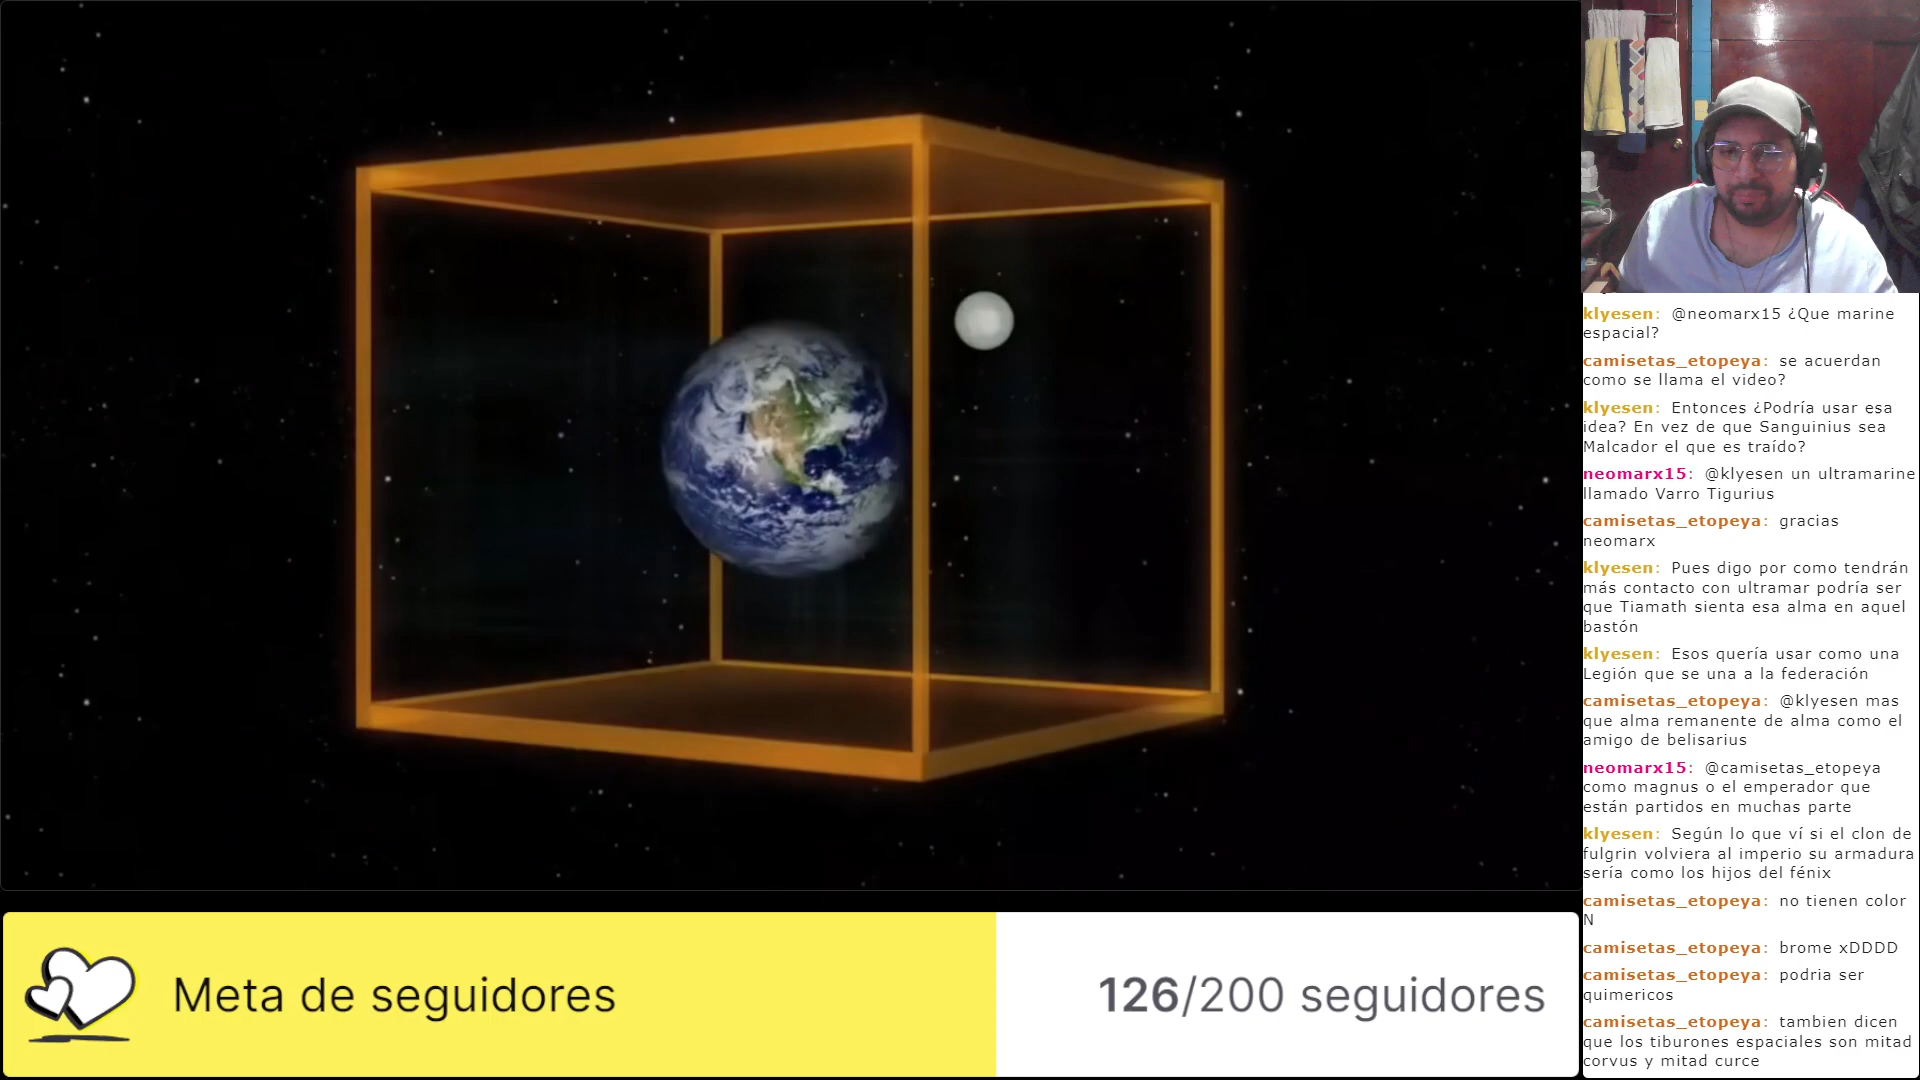 klyesen: @neomarx15 ¿Que marine
espacial?
camisetas_etopeya: se acuerdan
como se llama el video?
klyesen: Entonces ¿Podría usar esa
idea? En vez de que Sanguinius sea
Malcador el que es traído?
neomarx15: @klyesen un ultramarine
llamado Varro Tigurius
camisetas_etopeya: gracias
neomarx
klyesen: Pues digo por como tendrán
más contacto con ultramar podría ser
que Tiamath sienta esa alma en aquel
bastón
klyesen: Esos quería usar como una
Legión que se una a la federación
camisetas_etopeya: @klyesen mas
que alma remanente de alma como el
amigo de belisarius
neomarx15: @camisetas_etopeya
como magnus o el emperador que
están partidos en muchas parte
klyesen: Según lo que ví si el clon de
fulgrin volviera al imperio su armadura
sería como los hijos del fénix
camisetas_etopeya: no tienen color
N
camisetas_etopeya: brome xDDDD
camisetas_etopeya: podria ser
quimericos
camisetas_etopeya: tambien dicen
que los tiburones espaciales son mitad
corvus y mitad curce
Meta de seguidores
126/200 seguidores